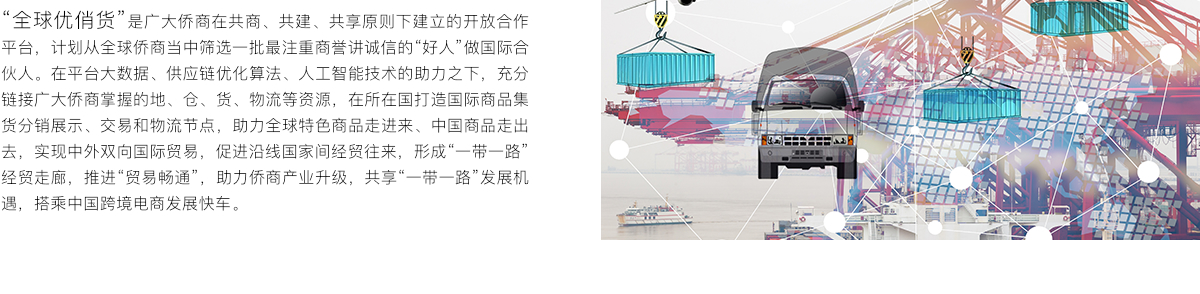 “全球优俏货”是广大侨商在共商、共建、共享原则下建立的开放合作
平台，计划从全球侨商当中筛选一批最注重商誉讲诚信的“好人”做国际合
伙人。在平台大数据、供应链优化算法、人工智能技术的助力之下，充分
链接广大侨商掌握的地、仓、货、物流等资源，在所在国打造国际商品集
货分销展示、交易和物流节点，助力全球特色商品走进来、中国商品走出
去，实现中外双向国际贸易，促进沿线国家间经贸往来，形成“一带一路”
经贸走廊，推进“贸易畅通”，助力侨商产业升级，共享“一带一路”发展机
遇，搭乘中国跨境电商发展快车。